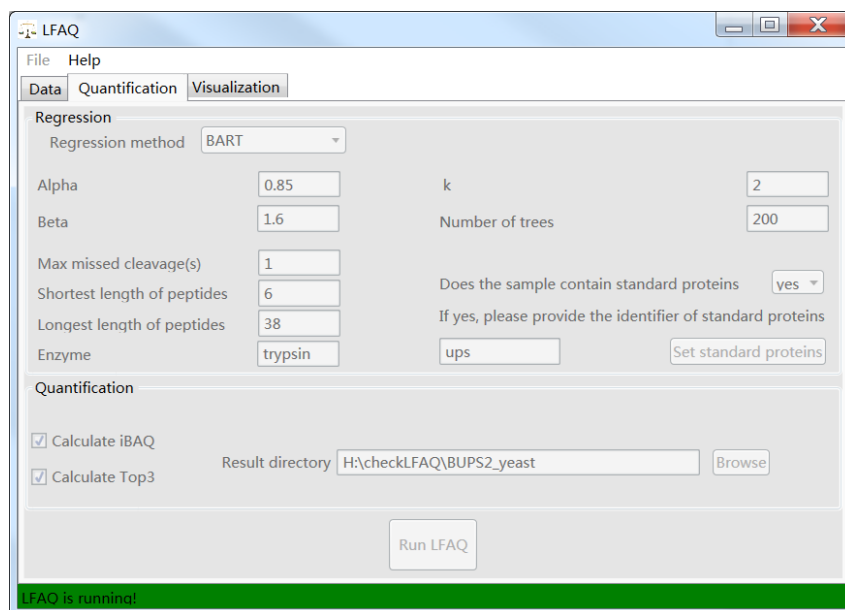 LFAQ
File Help
Data Quantification Visualization
Regression
Regression method BART
Alpha 0.85 k 2
Beta 1.6 Number of trees 200
Max missed cleavage(s) 1
Shortest length of peptides 6 Does the sample contain standard proteins yes
Longest length of peptides 38 If yes, please provide the identifier of standard proteins
Enzyme trypsin ups Set standard proteins
Quantification
Calculate iBAQ
Result directory H:\checkLFAQ\BUPS2_yeast Browse
Calculate Top3
Run LFAQ
LFAQ is running!